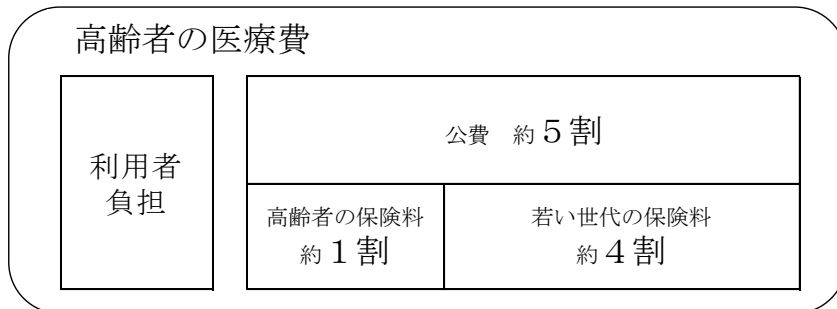 高齢者の医療費
利用者
負担
公費　約５割
高齢者の保険料
約１割
若い世代の保険料
約４割